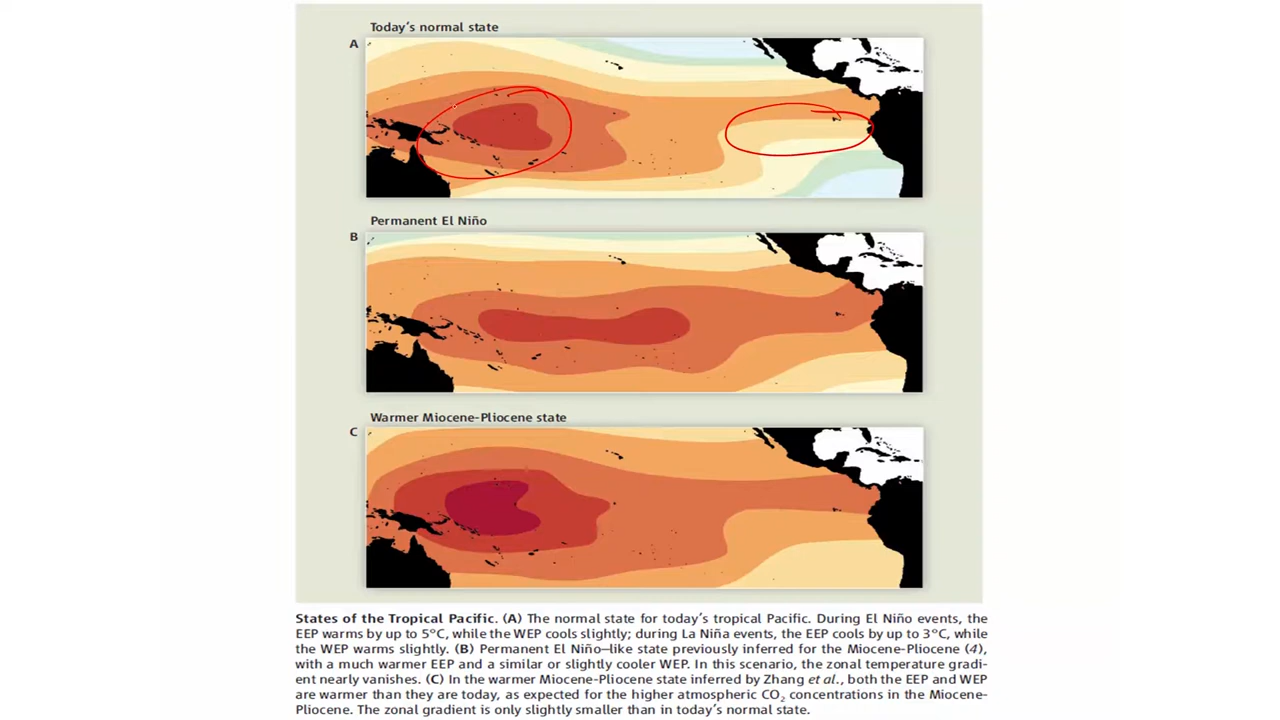 Today's normal state
A
Permanent El Niño
B
Warmer Miocene-Pliocene state
C
States of the Tropical Pacific. (A) The normal state for today's tropical Pacific. During El Niño events, the
EEP warms by up to 5°C, while the WEP cools slightly; during La Niña events, the EEP cools by up to 3°C, while
the WEP warms slightly. (B) Permanent El Niño–like state previously inferred for the Miocene-Pliocene (4),
with a much warmer EEP and a similar or slightly cooler WEP. In this scenario, the zonal temperature gradi-
ent nearly vanishes. (C) In the warmer Miocene-Pliocene state inferred by Zhang et al., both the EEP and WEP
are warmer than they are today, as expected for the higher atmospheric CO₂ concentrations in the Miocene-
Pliocene. The zonal gradient is only slightly smaller than in today's normal state.